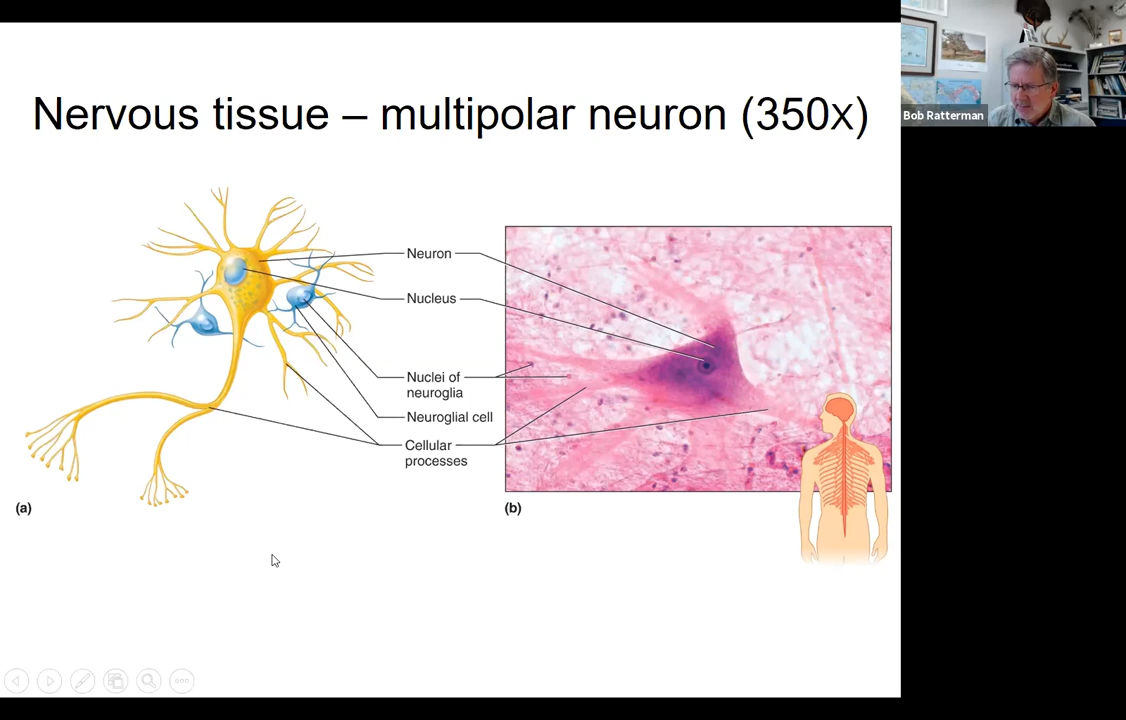 Nervous tissue – multipolar neuron (350X)
Bob Ratterman
Neuron
Nucleus
Nuclei of
neuroglia
Neuroglial cell
Cellular
processes
(a)
(b)